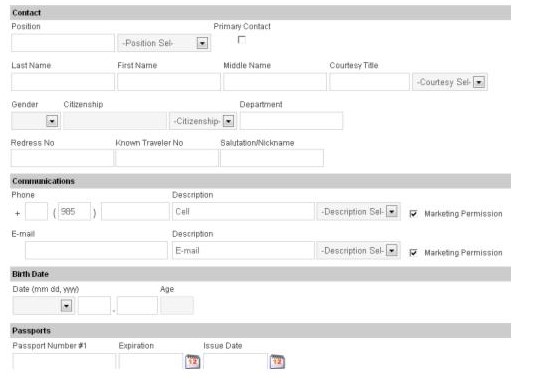 Contact
Position Primary Contact
-Position Sel-
Last Name First Name Middle Name Courtesy Title
-Courtesy Sel-
Gender Citizenship Department
-Citizenship-
Redress No Known Traveler No Salutation/Nickname
Communications
Phone Description
+ ( 985 ) Cell -Description Sel- Marketing Permission
E-mail Description
E-mail -Description Sel- Marketing Permission
Birth Date
Date (mm dd, yyyy) Age
,
Passports
Passport Number #1 Expiration Issue Date
12 12